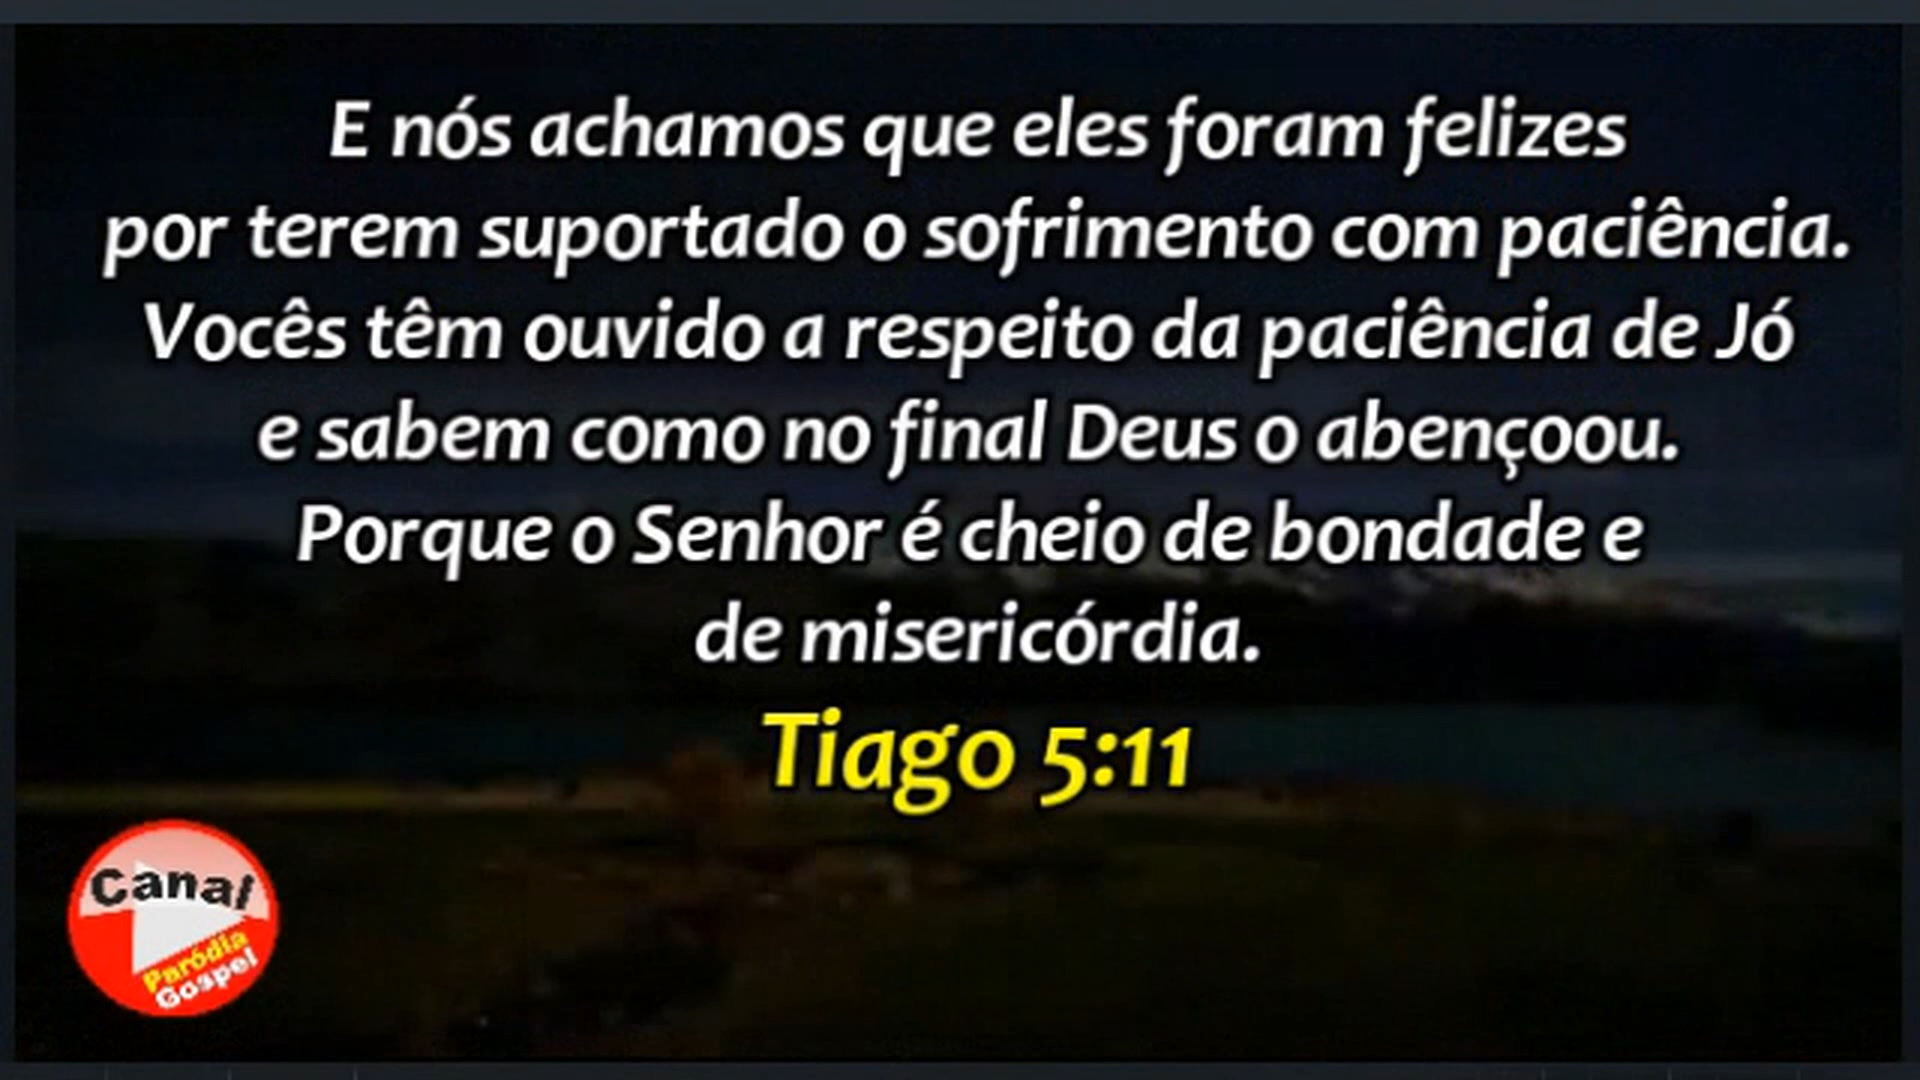 E nós achamos que eles foram felizes
por terem suportado o sofrimento com paciência.
Vocês têm ouvido a respeito da paciência de Jó
e sabem como no final Deus o abençoou.
Porque o Senhor é cheio de bondade e
de misericórdia.
Tiago 5:11
Canal
Paródia
Gospel